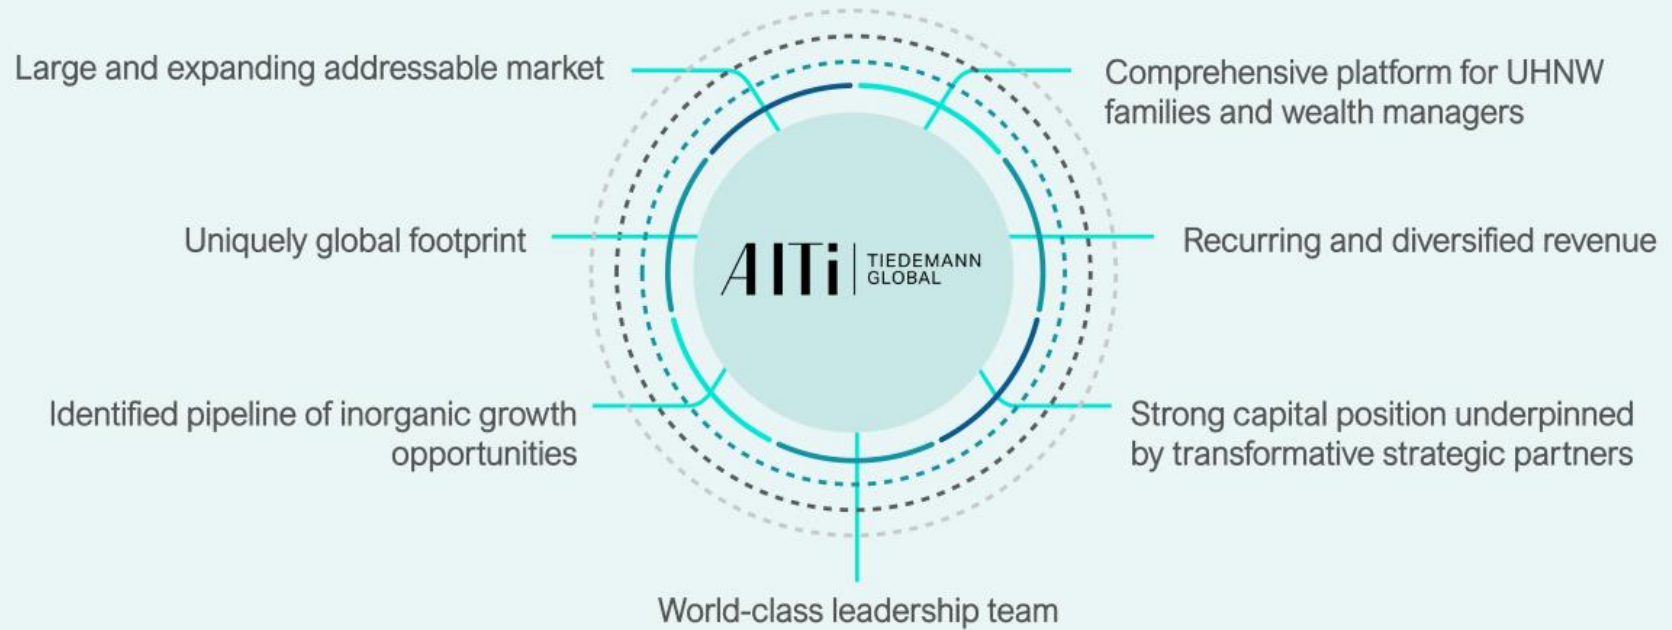 Large and expanding addressable market
Comprehensive platform for UHNW
families and wealth managers
Uniquely global footprint
AlTi
TIEDEMANN
GLOBAL
Recurring and diversified revenue
Identified pipeline of inorganic growth
opportunities
Strong capital position underpinned
by transformative strategic partners
World-class leadership team